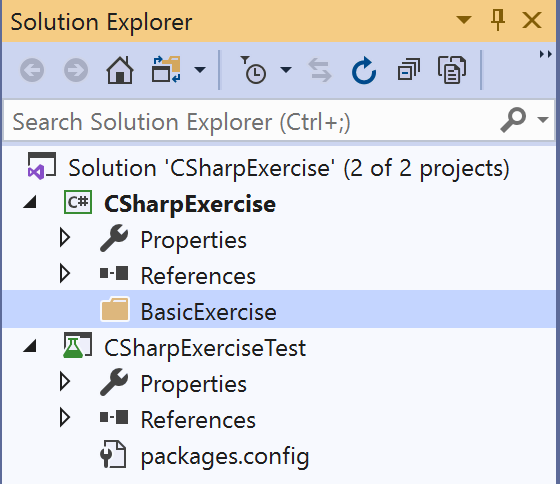 Solution Explorer
Search Solution Explorer (Ctrl+;)
Solution 'CSharpExercise' (2 of 2 projects)
C# CSharpExercise
Properties
References
BasicExercise
CSharpExerciseTest
Properties
References
packages.config